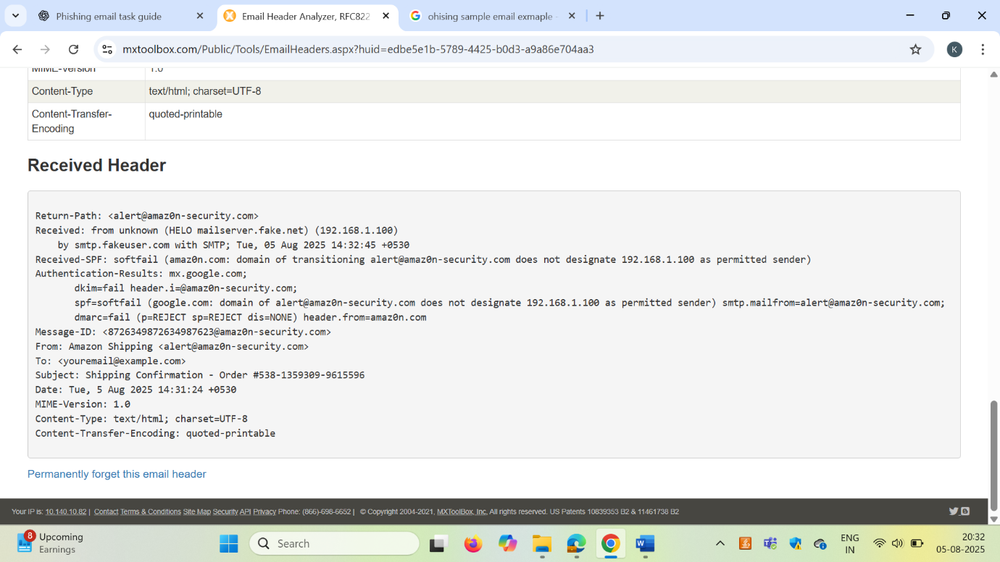 Phishing email task guide
Email Header Analyzer, RFC822
ohising sample email exmaple -
mxtoolbox.com/Public/Tools/EmailHeaders.aspx?huid=edbe5e1b-5789-4425-b0d3-a9a86e704aa3
K
MIME-Version 1.0
Content-Type text/html; charset=UTF-8
Content-Transfer- quoted-printable
Encoding
Received Header
Return-Path: <alert@amaz0n-security.com>
Received: from unknown (HELO mailserver.fake.net) (192.168.1.100)
by smtp.fakeuser.com with SMTP; Tue, 05 Aug 2025 14:32:45 +0530
Received-SPF: softfail (amaz0n.com: domain of transitioning alert@amaz0n-security.com does not designate 192.168.1.100 as permitted sender)
Authentication-Results: mx.google.com;
dkim=fail header.i=@amaz0n-security.com;
spf=softfail (google.com: domain of alert@amaz0n-security.com does not designate 192.168.1.100 as permitted sender) smtp.mailfrom=alert@amaz0n-security.com;
dmarc=fail (p=REJECT sp=REJECT dis=NONE) header.from=amaz0n.com
Message-ID: <8726349872634987623@amaz0n-security.com>
From: Amazon Shipping <alert@amaz0n-security.com>
To: <youremail@example.com>
Subject: Shipping Confirmation - Order #538-1359309-9615596
Date: Tue, 5 Aug 2025 14:31:24 +0530
MIME-Version: 1.0
Content-Type: text/html; charset=UTF-8
Content-Transfer-Encoding: quoted-printable
Permanently forget this email header
Your IP is: 10.140.10.82 | Contact Terms & Conditions Site Map Security API Privacy Phone: (866)-698-6652 | © Copyright 2004-2021, MXToolBox, Inc. All rights reserved. US Patents 10839353 B2 & 11461738 B2
8
Upcoming
Earnings
Search
W
ENG
IN
20:32
05-08-2025